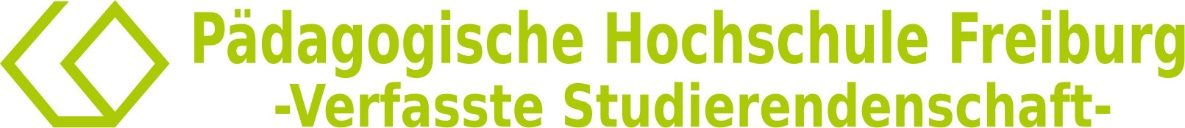 Pädagogische Hochschule Freiburg
-Verfasste Studierendenschaft-